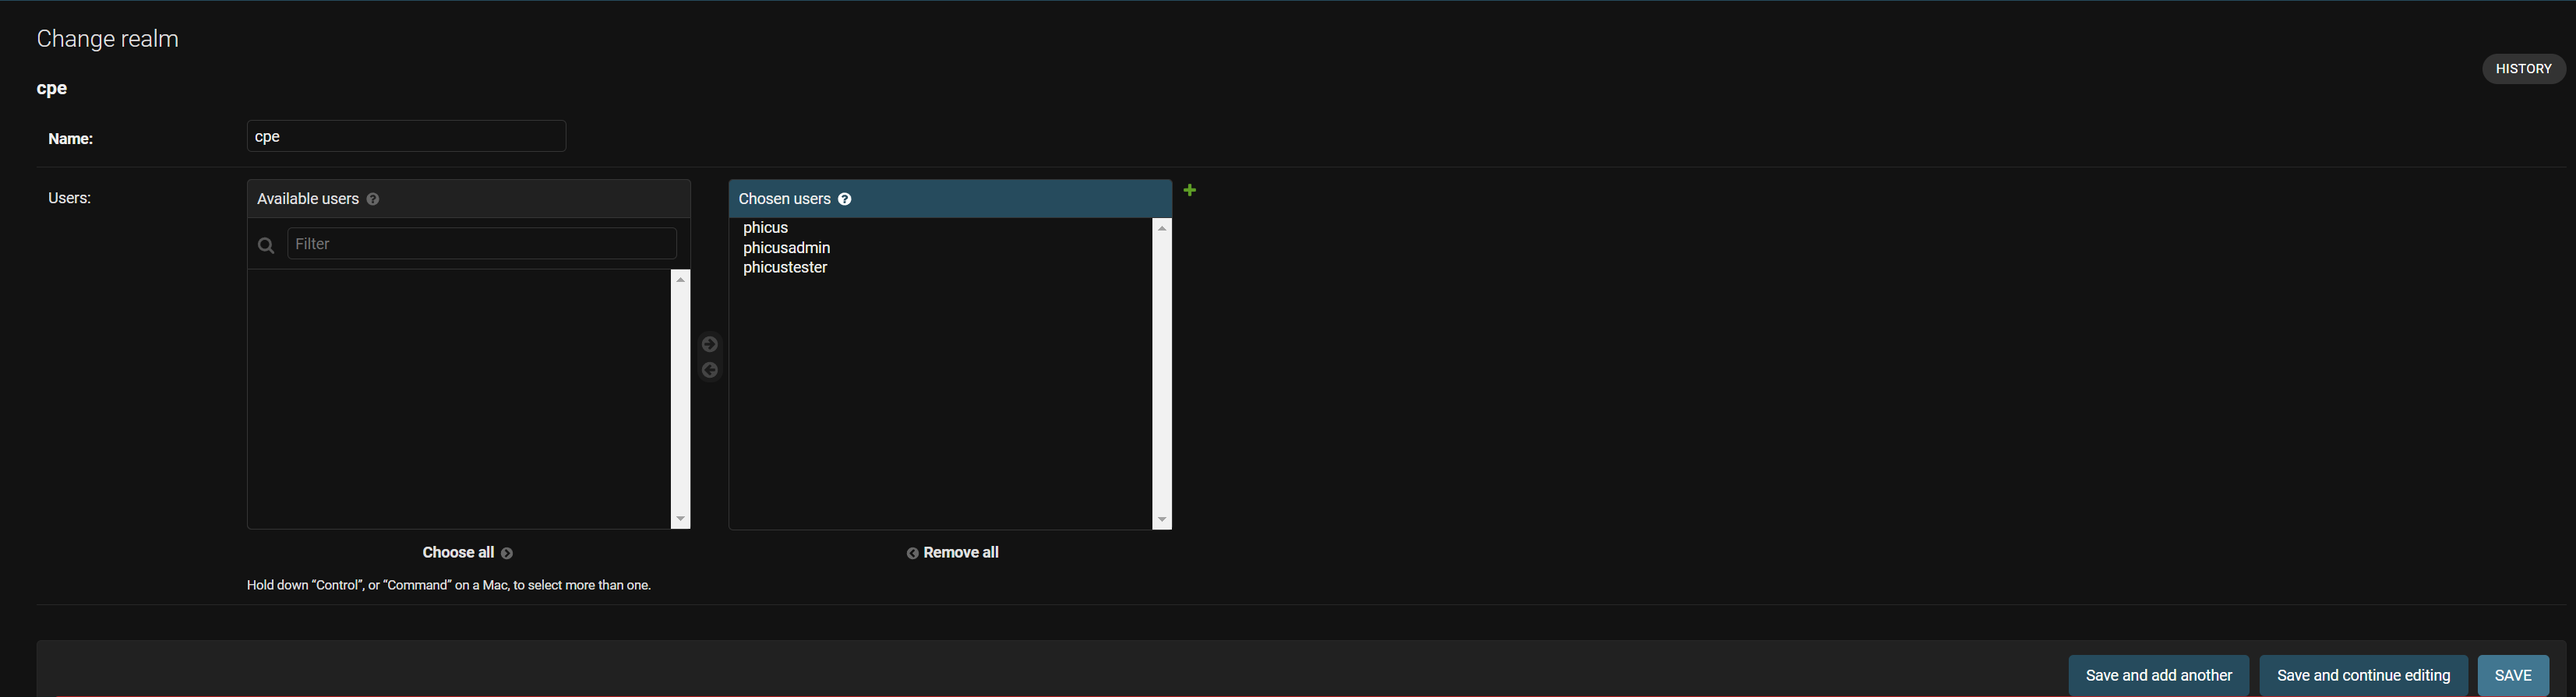 Change realm
HISTORY
cpe
Name:
cpe
Users:
Available users
Chosen users
Filter
phicus
phicusadmin
phicustester
Choose all
Remove all
Hold down “Control”, or “Command” on a Mac, to select more than one.
Save and add another
Save and continue editing
SAVE